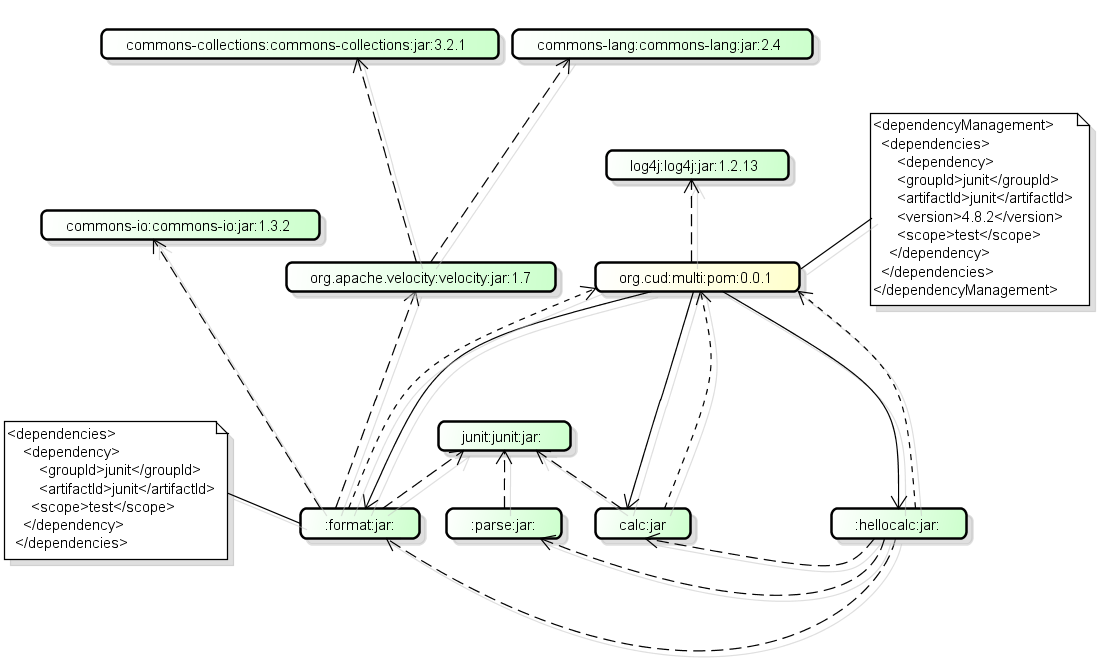 commons-collections:commons-collections:jar:3.2.1
commons-lang:commons-lang:jar:2.4
<dependencyManagement>
<dependencies>
<dependency>
<groupId>junit</groupId>
<artifactId>junit</artifactId>
<version>4.8.2</version>
<scope>test</scope>
</dependency>
</dependencies>
</dependencyManagement>
log4j:log4j:jar:1.2.13
commons-io:commons-io:jar:1.3.2
org.apache.velocity:velocity:jar:1.7
org.cud:multi:pom:0.0.1
<dependencies>
<dependency>
<groupId>junit</groupId>
<artifactId>junit</artifactId>
<scope>test</scope>
</dependency>
</dependencies>
junit:junit:jar:
:format:jar:
:parse:jar:
calc:jar
:hellocalc:jar: